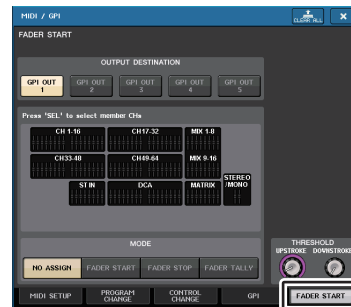 MIDI / GPI
CLEAR ALL
×
FADER START
OUTPUT DESTINATION
GPI OUT 1
GPI OUT 2
GPI OUT 3
GPI OUT 4
GPI OUT 5
Press 'SEL' to select member CHs
CH 1-16
CH17-32
MIX 1-8
CH33-48
CH49-64
MIX 9-16
ST IN
DCA
MATRIX
STEREO /MONO
MODE
NO ASSIGN
FADER START
FADER STOP
FADER TALLY
THRESHOLD
UPSTROKE
DOWNSTROKE
MIDI SETUP
PROGRAM CHANGE
CONTROL CHANGE
GPI
FADER START